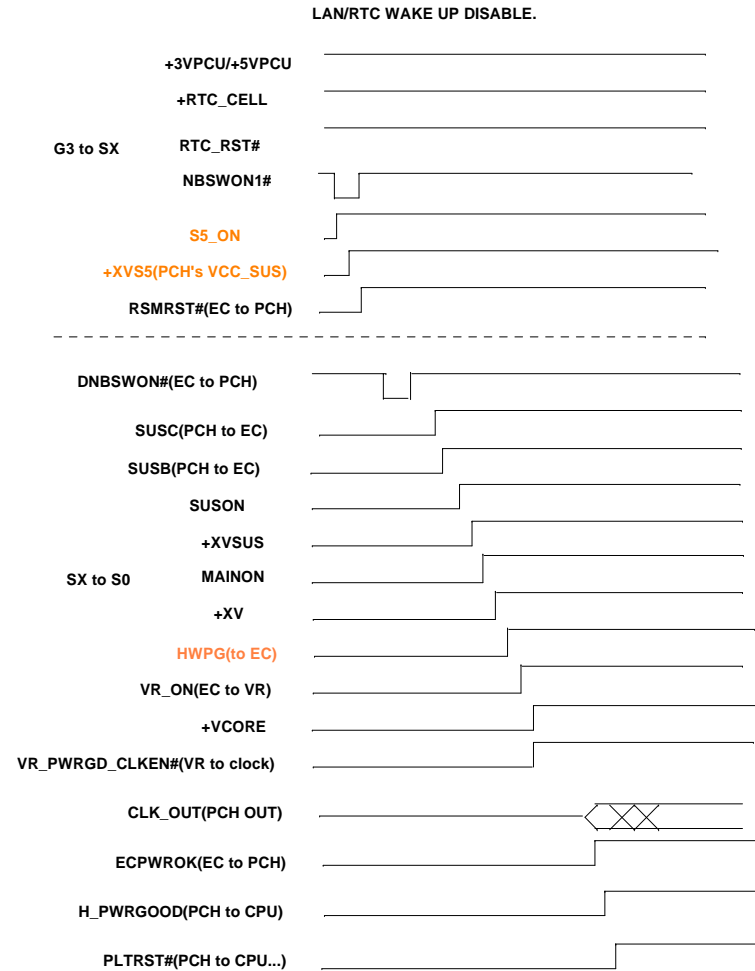 LAN/RTC WAKE UP DISABLE.
+3VPCU/+5VPCU
+RTC_CELL
G3 to SX
RTC_RST#
NBSWON1#
S5_ON
+XVS5(PCH's VCC_SUS)
RSMRST#(EC to PCH)
DNBSWON#(EC to PCH)
SUSC(PCH to EC)
SUSB(PCH to EC)
SUSON
+XVSUS
SX to S0
MAINON
+XV
HWPG(to EC)
VR_ON(EC to VR)
+VCORE
VR_PWRGD_CLKEN#(VR to clock)
CLK_OUT(PCH OUT)
ECPWROK(EC to PCH)
H_PWRGOOD(PCH to CPU)
PLTRST#(PCH to CPU...)